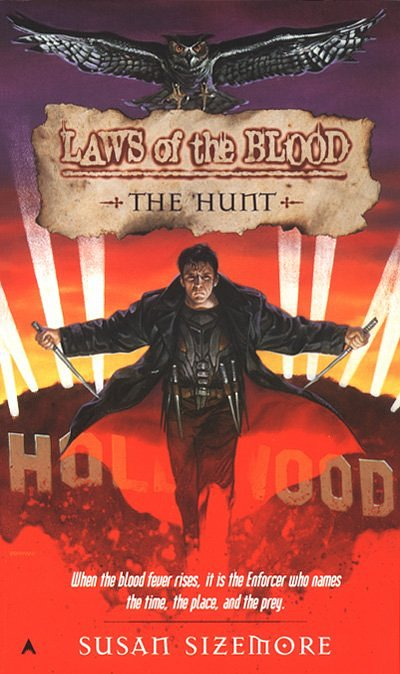 LAWS of the BLOOD
THE HUNT
HOLLYWOOD
When the blood fever rises, it is the Enforcer who names
the time, the place, and the prey.
SUSAN SIZEMORE